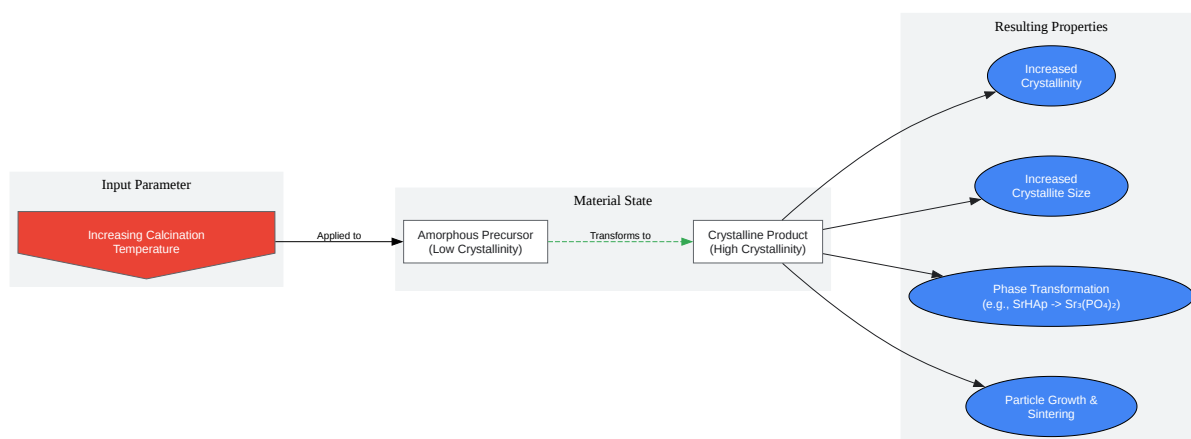 Input Parameter
Increasing Calcination
Temperature
Applied to
Material State
Amorphous Precursor
(Low Crystallinity)
Transforms to
Crystalline Product
(High Crystallinity)
Resulting Properties
Increased
Crystallinity
Increased
Crystallite Size
Phase Transformation
(e.g., SrHAp -> Sr₃(PO₄)₂)
Particle Growth &
Sintering